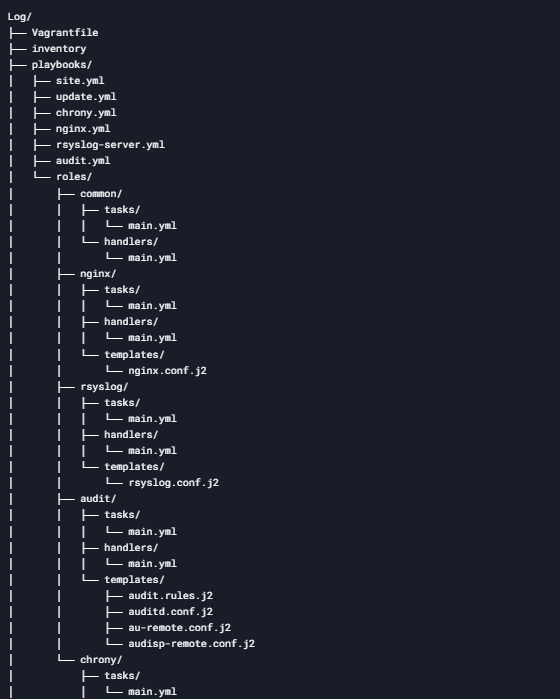 Log/
├── Vagrantfile
├── inventory
├── playbooks/
│   ├── site.yml
│   ├── update.yml
│   ├── chrony.yml
│   ├── nginx.yml
│   ├── rsyslog-server.yml
│   ├── audit.yml
│   └── roles/
│       ├── common/
│       │   ├── tasks/
│       │   │   └── main.yml
│       │   └── handlers/
│       │       └── main.yml
│       ├── nginx/
│       │   ├── tasks/
│       │   │   └── main.yml
│       │   ├── handlers/
│       │   │   └── main.yml
│       │   └── templates/
│       │       └── nginx.conf.j2
│       ├── rsyslog/
│       │   ├── tasks/
│       │   │   └── main.yml
│       │   ├── handlers/
│       │   │   └── main.yml
│       │   └── templates/
│       │       └── rsyslog.conf.j2
│       ├── audit/
│       │   ├── tasks/
│       │   │   └── main.yml
│       │   ├── handlers/
│       │   │   └── main.yml
│       │   └── templates/
│       │       ├── audit.rules.j2
│       │       ├── auditd.conf.j2
│       │       ├── au-remote.conf.j2
│       │       └── audisp-remote.conf.j2
│       └── chrony/
│           ├── tasks/
│           │   └── main.yml